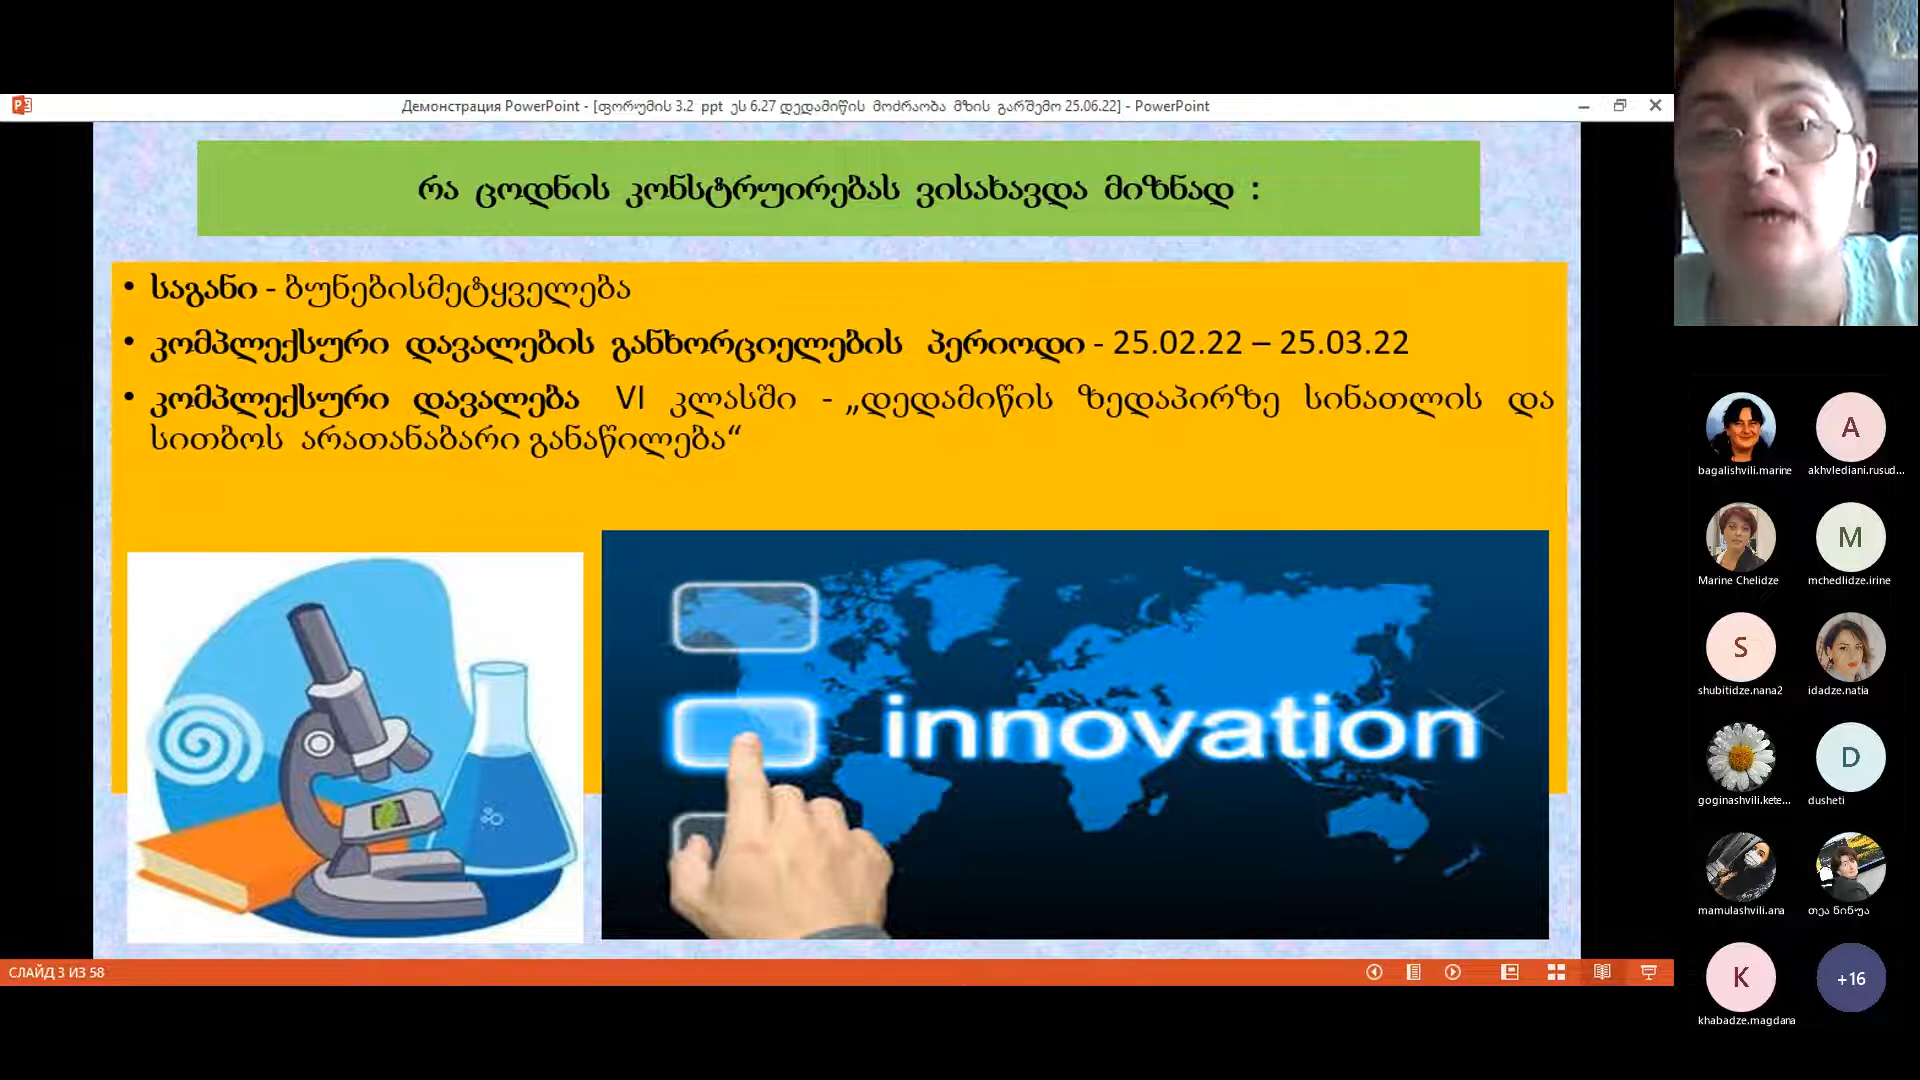 Демонстрация PowerPoint - [ფორუმის 3.2 ppt ეს 6.27 დედამიწის მოძრაობა მზის გარშემო 25.06.22] - PowerPoint
რა ცოდნის კონსტრუირებას ვისახავდა მიზნად :
• საგანი - ბუნებისმეტყველება
• კომპლექსური დავალების განხორციელების პერიოდი - 25.02.22 – 25.03.22
• კომპლექსური დავალება VI კლასში - „დედამიწის ზედაპირზე სინათლის და
სითბოს არათანაბარი განაწილება“
innovation
СЛАЙД 3 ИЗ 58
A
bagalishvili.marine akhvlediani.rusud...
M
Marine Chelidze mchedlidze.irine
S
shubitidze.nana2 idadze.natia
D
goginashvili.kete... dusheti
mamulashvili.ana თეა ნინუა
K +16
khabadze.magdana